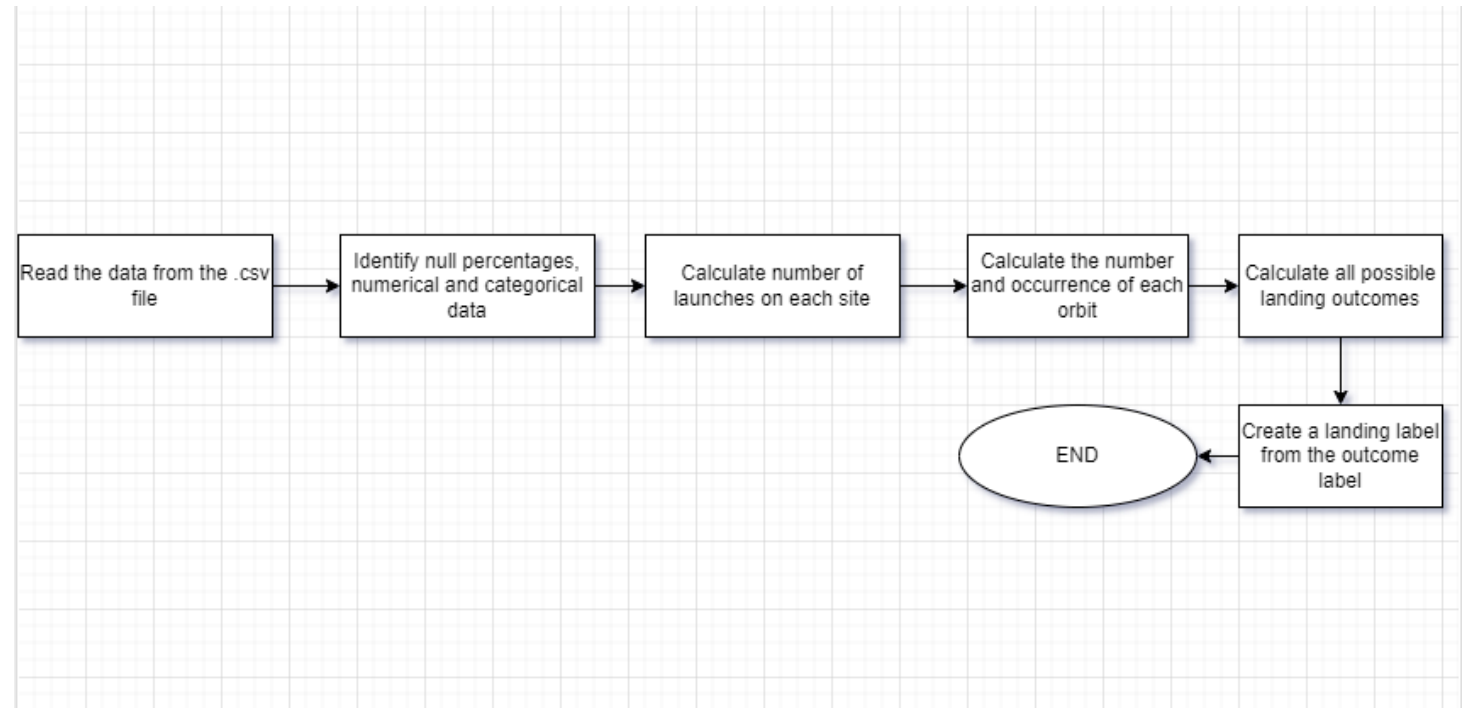 Read the data from the .csv
file
Identify null percentages,
numerical and categorical
data
Calculate number of
launches on each site
Calculate the number
and occurrence of each
orbit
Calculate all possible
landing outcomes
Create a landing label
from the outcome
label
END